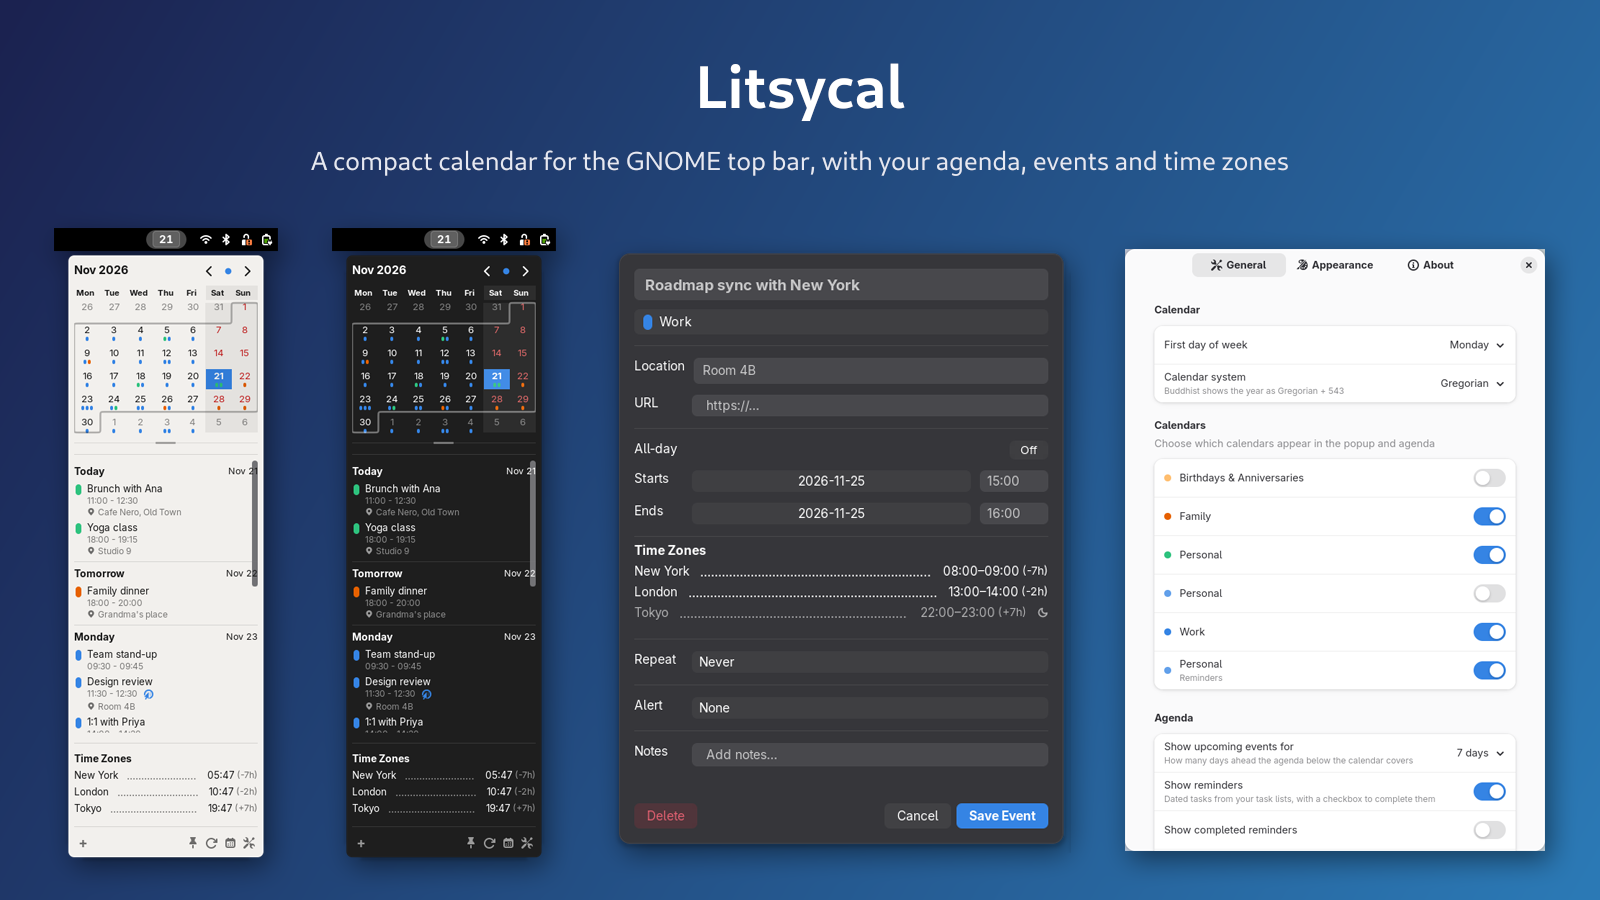 Litsycal
A compact calendar for the GNOME top bar, with your agenda, events and time zones
21
Nov 2026
Mon Tue Wed Thu Fri Sat Sun
26 27 28 29 30 31 1
2 3 4 5 6 7 8
9 10 11 12 13 14 15
16 17 18 19 20 21 22
23 24 25 26 27 28 29
30 1 2 3 4 5 6
Today Nov 21
Brunch with Ana
11:00 - 12:30
Cafe Nero, Old Town
Yoga class
18:00 - 19:15
Studio 9
Tomorrow Nov 22
Family dinner
18:00 - 20:00
Grandma's place
Monday Nov 23
Team stand-up
09:30 - 09:45
Design review
11:30 - 12:30
Room 4B
1:1 with Priya
Time Zones
New York 05:47 (-7h)
London 10:47 (-2h)
Tokyo 19:47 (+7h)
+
21
Nov 2026
Mon Tue Wed Thu Fri Sat Sun
26 27 28 29 30 31 1
2 3 4 5 6 7 8
9 10 11 12 13 14 15
16 17 18 19 20 21 22
23 24 25 26 27 28 29
30 1 2 3 4 5 6
Today Nov 21
Brunch with Ana
11:00 - 12:30
Cafe Nero, Old Town
Yoga class
18:00 - 19:15
Studio 9
Tomorrow Nov 22
Family dinner
18:00 - 20:00
Grandma's place
Monday Nov 23
Team stand-up
09:30 - 09:45
Design review
11:30 - 12:30
Room 4B
1:1 with Priya
Time Zones
New York 05:47 (-7h)
London 10:47 (-2h)
Tokyo 19:47 (+7h)
+
Roadmap sync with New York
Work
Location Room 4B
URL https://...
All-day Off
Starts 2026-11-25 15:00
Ends 2026-11-25 16:00
Time Zones
New York 08:00–09:00 (-7h)
London 13:00–14:00 (-2h)
Tokyo 22:00–23:00 (+7h)
Repeat Never
Alert None
Notes Add notes...
Delete Cancel Save Event
General Appearance About
Calendar
First day of week Monday
Calendar system Gregorian
Buddhist shows the year as Gregorian + 543
Calendars
Choose which calendars appear in the popup and agenda
Birthdays & Anniversaries
Family
Personal
Personal
Work
Personal
Reminders
Agenda
Show upcoming events for 7 days
How many days ahead the agenda below the calendar covers
Show reminders
Dated tasks from your task lists, with a checkbox to complete them
Show completed reminders